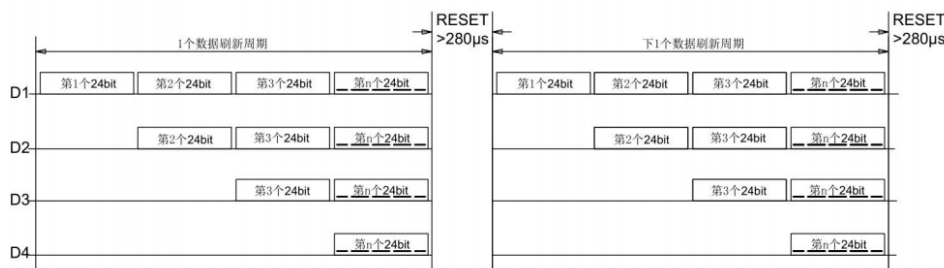 RESET
>280μs
RESET
>280μs
1个数据刷新周期
下1个数据刷新周期
D1
第1个24bit
第2个24bit
第3个24bit
第n个24bit
第1个24bit
第2个24bit
第3个24bit
第n个24bit
D2
第2个24bit
第3个24bit
第n个24bit
第2个24bit
第3个24bit
第n个24bit
D3
第3个24bit
第n个24bit
第3个24bit
第n个24bit
D4
第n个24bit
第n个24bit